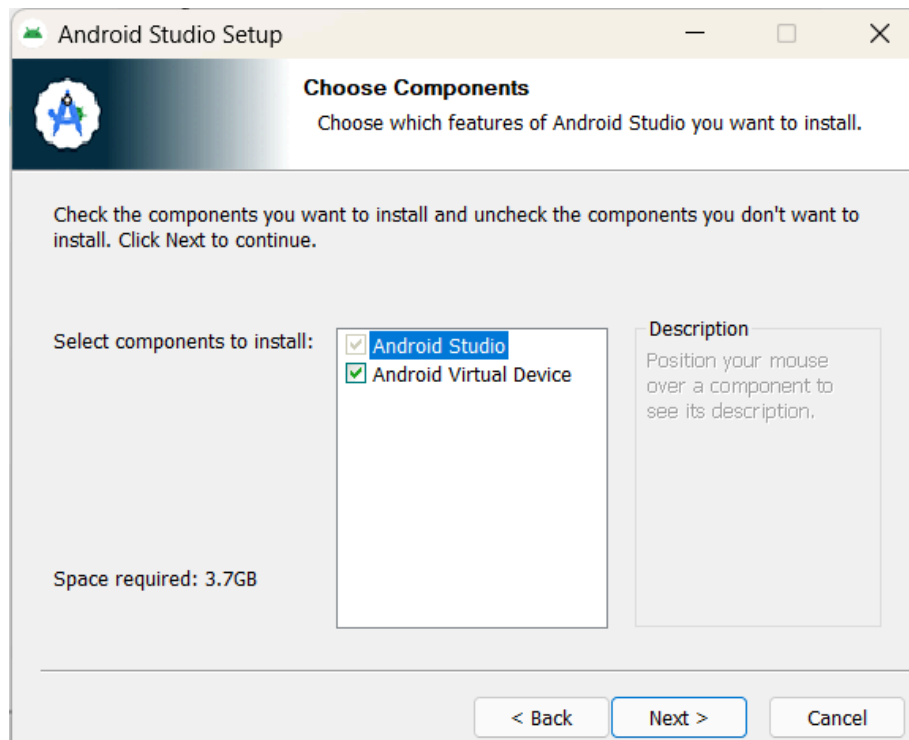 Android Studio Setup
Choose Components
Choose which features of Android Studio you want to install.
Check the components you want to install and uncheck the components you don't want to
install. Click Next to continue.
Select components to install:
Android Studio
Android Virtual Device
Description
Position your mouse
over a component to
see its description.
Space required: 3.7GB
< Back
Next >
Cancel